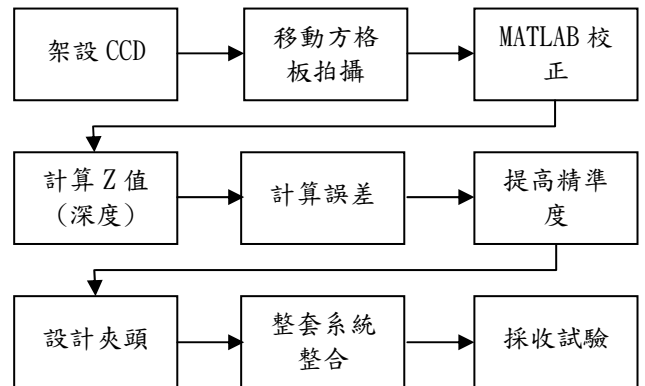 架設 CCD
移動方格
板拍攝
MATLAB 校
正
計算 Z 值
(深度)
計算誤差
提高精準
度
設計夾頭
整套系統
整合
採收試驗